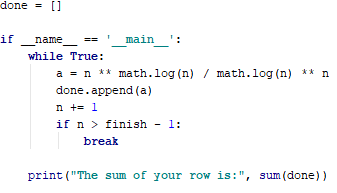 done = []
if __name__ == '__main__':
while True:
a = n ** math.log(n) / math.log(n) ** n
done.append(a)
n += 1
if n > finish - 1:
break
print("The sum of your row is:", sum(done))